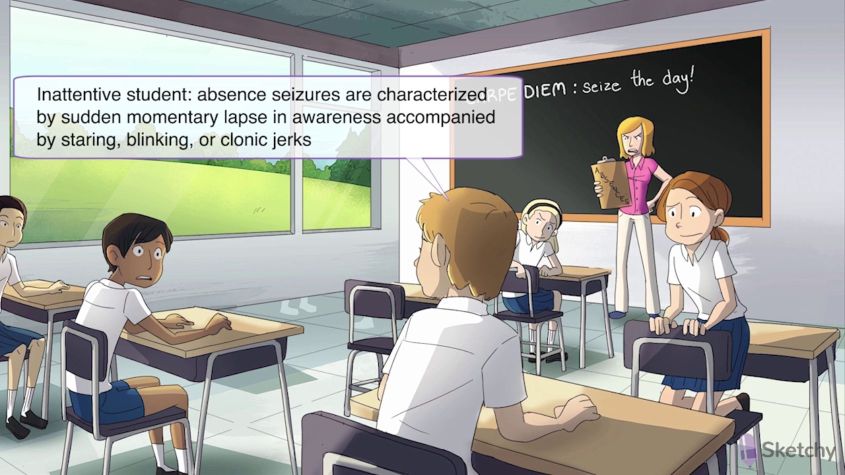 Inattentive student: absence seizures are characterized
by sudden momentary lapse in awareness accompanied
by staring, blinking, or clonic jerks
DIEM : seize the day!
ABSENCES
Sketchy